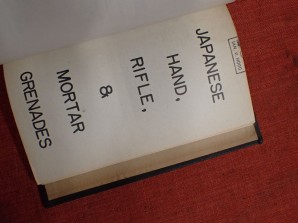 JAPANESE
HAND,
RIFLE,
&
MORTAR
GRENADES